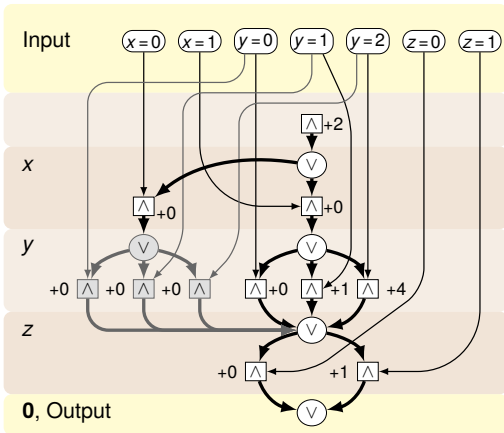 Input x=0 x=1 y=0 y=1 y=2 z=0 z=1
∧ +2
x ∨
∧ +0 ∧ +0
y ∨ ∨
+0 ∧ +0 ∧ +0 ∧ ∧ +0 ∧ +1 ∧ +4
z ∨
+0 ∧ +1 ∧
0, Output ∨